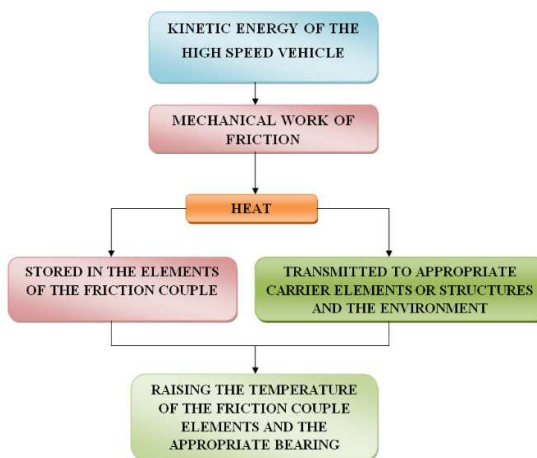 KINETIC ENERGY OF THE
HIGH SPEED VEHICLE
MECHANICAL WORK OF
FRICTION
HEAT
STORED IN THE ELEMENTS
OF THE FRICTION COUPLE
TRANSMITTED TO APPROPRIATE
CARRIER ELEMENTS OR STRUCTURES
AND THE ENVIRONMENT
RAISING THE TEMPERATURE
OF THE FRICTION COUPLE
ELEMENTS AND THE
APPROPRIATE BEARING